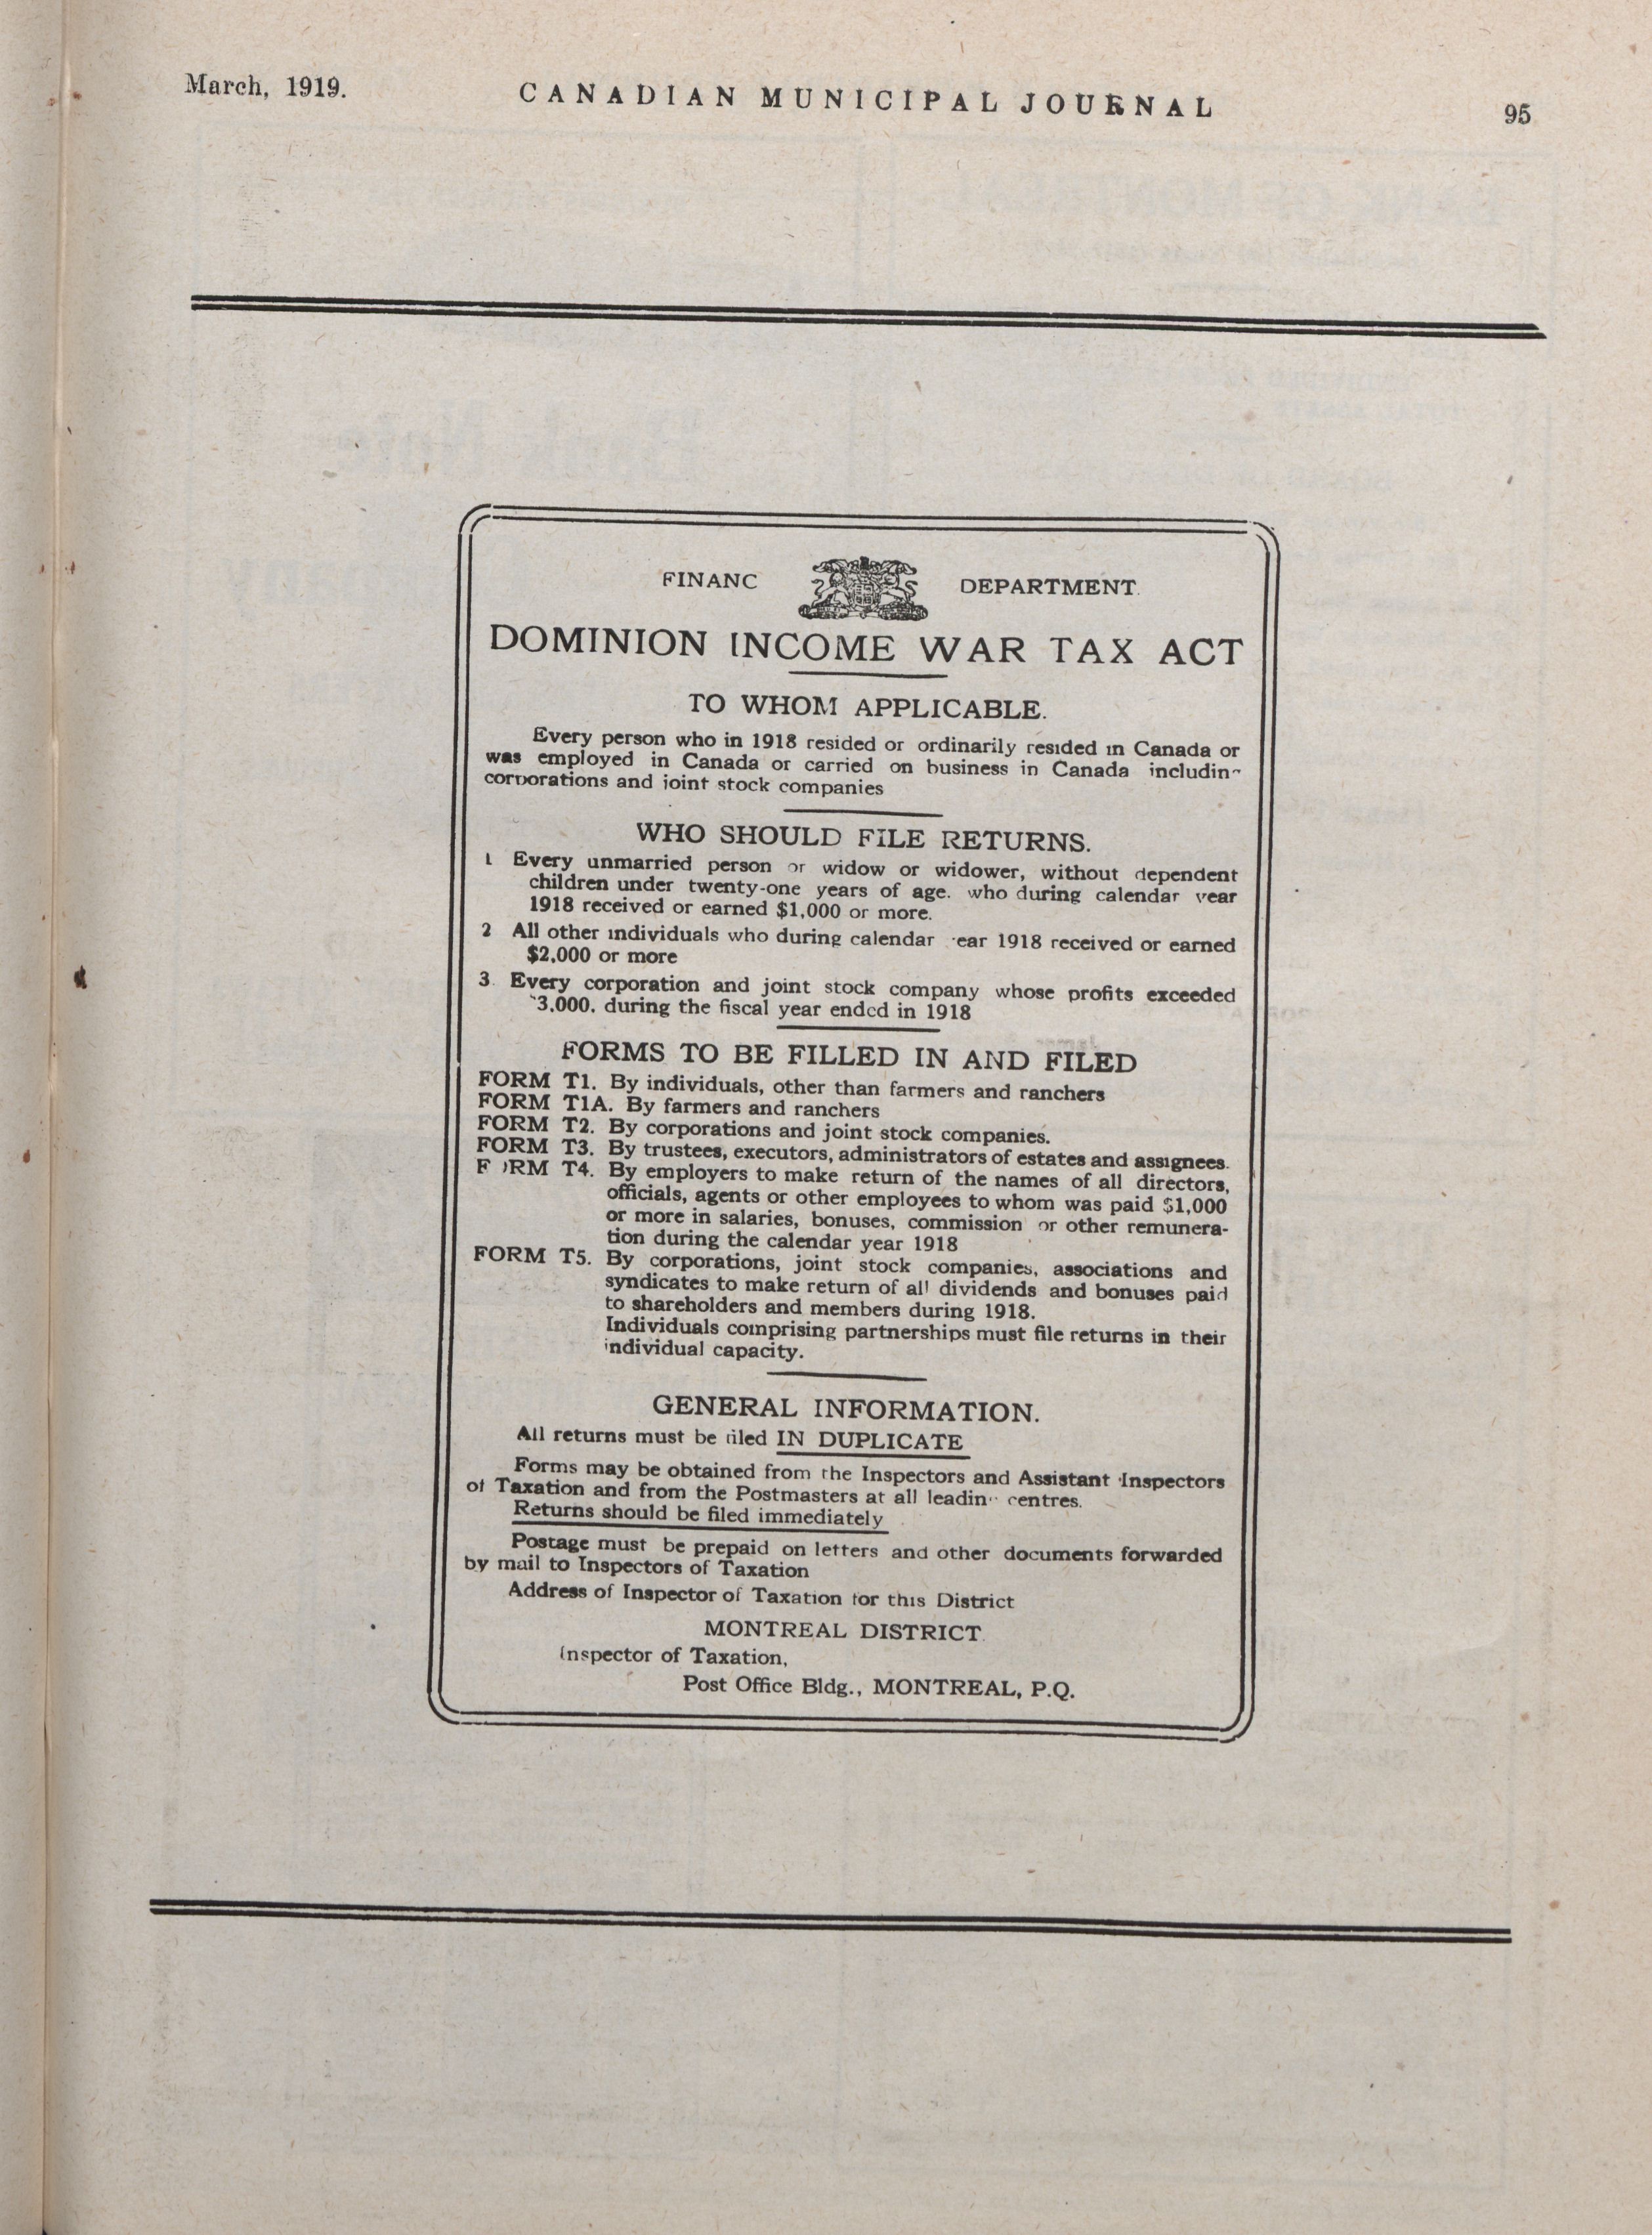 March, 1919.
CANADIAN MUNICIPAL JOURNAL
95
FINANC DEPARTMENT
DOMINION INCOME WAR TAX ACT
TO WHOM APPLICABLE.
Every person who in 1918 resided or ordinarily resided in Canada or
was employed in Canada or carried on business in Canada includin
corporations and joint stock companies
WHO SHOULD FILE RETURNS.
1 Every unmarried person or widow or widower, without dependent
children under twenty-one years of age. who during calendar year
1918 received or earned $1,000 or more.
2 All other individuals who during calendar ear 1918 received or earned
$2,000 or more
3. Every corporation and joint stock company whose profits exceeded
3,000. during the fiscal year ended in 1918
FORMS TO BE FILLED IN AND FILED
FORM T1. By individuals, other than farmers and ranchers
FORM T1A. By farmers and ranchers
FORM T2. By corporations and joint stock companies.
FORM T3. By trustees, executors, administrators of estates and assignees.
FORM T4. By employers to make return of the names of all directors,
officials, agents or other employees to whom was paid $1,000
or more in salaries, bonuses, commission or other remunera-
tion during the calendar year 1918
FORM T5. By corporations, joint stock companies, associations and
syndicates to make return of all dividends and bonuses paid
to shareholders and members during 1918.
Individuals comprising partnerships must file returns in their
individual capacity.
GENERAL INFORMATION.
All returns must be filed IN DUPLICATE
Forms may be obtained from the Inspectors and Assistant Inspectors
of Taxation and from the Postmasters at all leadin centres.
Returns should be filed immediately
Postage must be prepaid on letters and other documents forwarded
by mail to Inspectors of Taxation
Address of Inspector of Taxation for this District
MONTREAL DISTRICT
Inspector of Taxation,
Post Office Bldg., MONTREAL, P.Q.